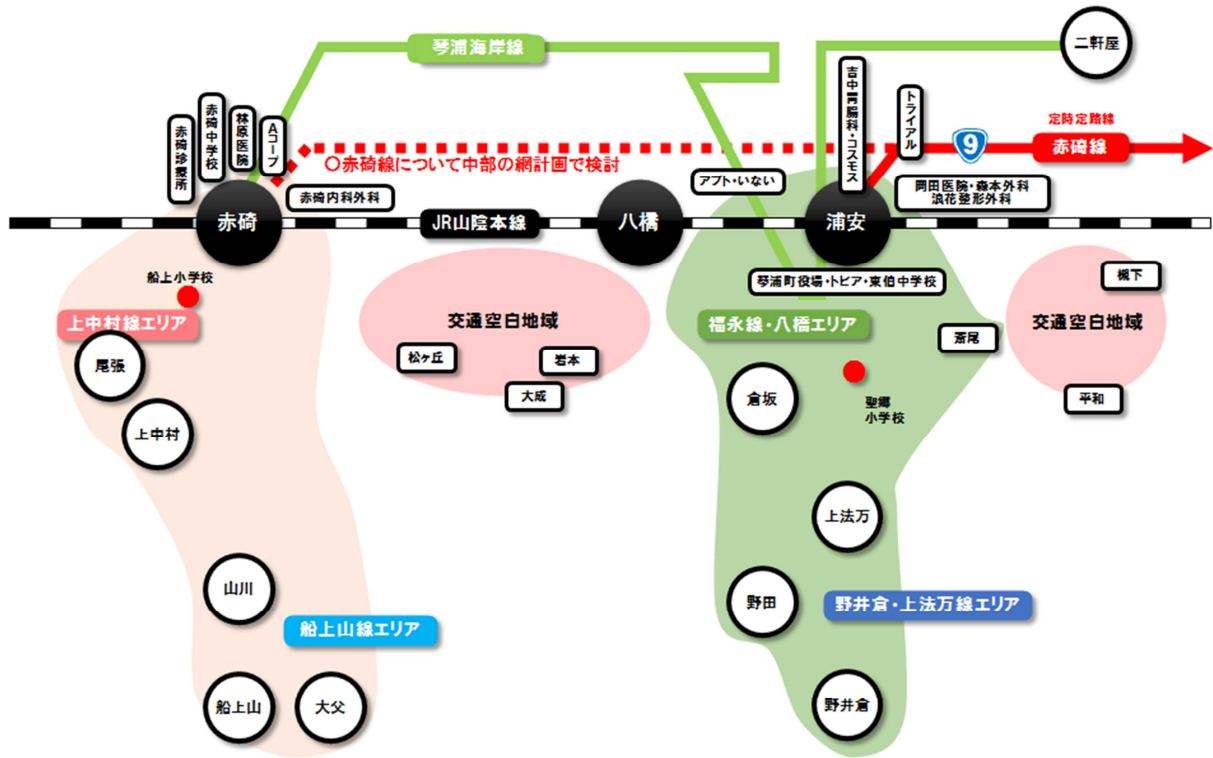 琴浦海岸線
二軒屋
赤碕診療所
赤碕中学校
林原医院
Aコープ
吉中胃腸科・コスモス
トライアル
定時定路線
9
赤碕線
○赤碕線について中部の網計画で検討
赤碕内科外科
アプト・いない
岡田医院・森本外科
浪花整形外科
赤碕
JR山陰本線
八橋
浦安
船上小学校
琴浦町役場・トピア・東伯中学校
槻下
上中村線エリア
交通空白地域
福永線・八橋エリア
斎尾
交通空白地域
尾張
松ヶ丘
岩本
大成
倉坂
聖郷
小学校
平和
上中村
上法万
山川
野田
野井倉・上法万線エリア
船上山線エリア
船上山
大父
野井倉